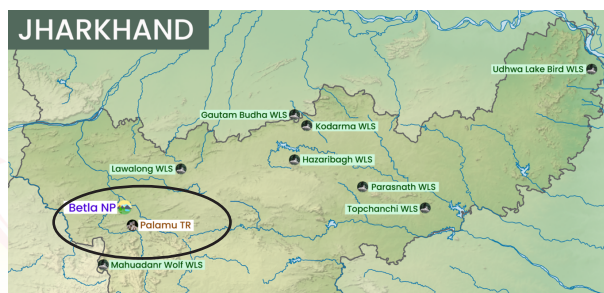 JHARKHAND
Udhwa Lake Bird WLS
Gautam Budha WLS
Kodarma WLS
Hazaribagh WLS
Lawalong WLS
Parasnath WLS
Betla NP
Topchanchi WLS
Palamu TR
Mahuadanr Wolf WLS